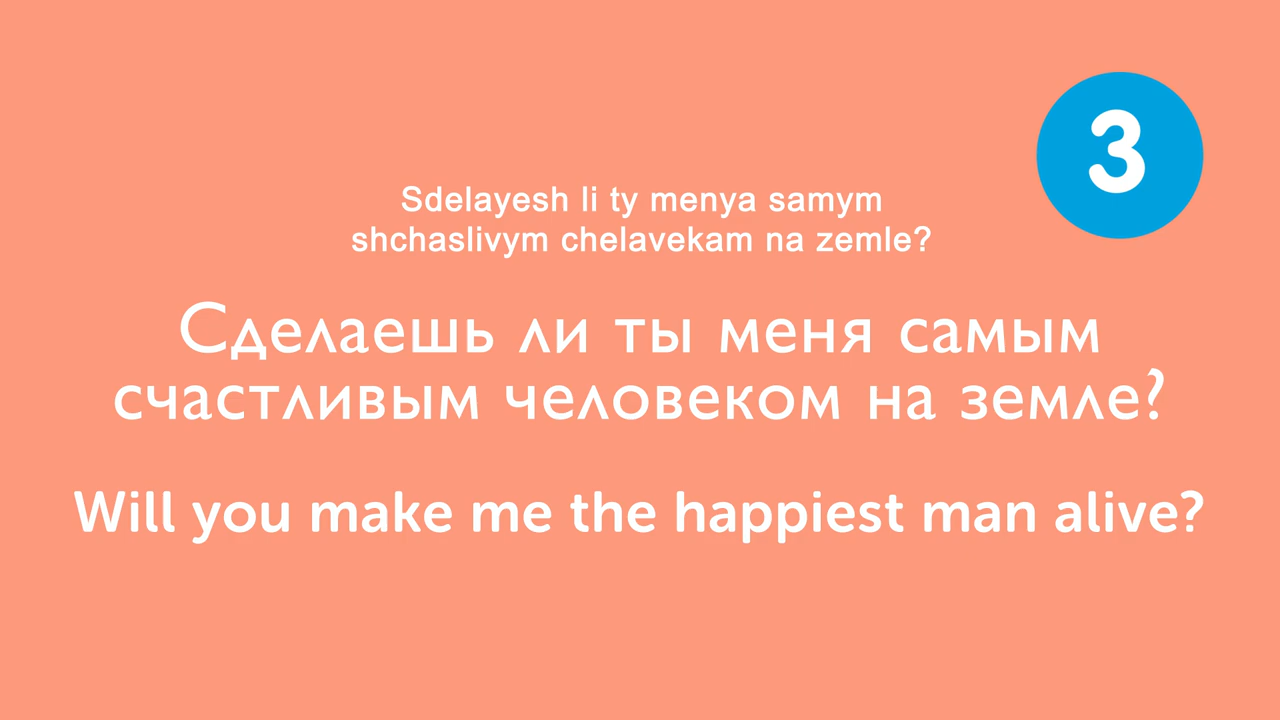 3
Sdelayesh li ty menya samym
shchaslivym chelavekam na zemle?
Сделаешь ли ты меня самым
счастливым человеком на земле?
Will you make me the happiest man alive?